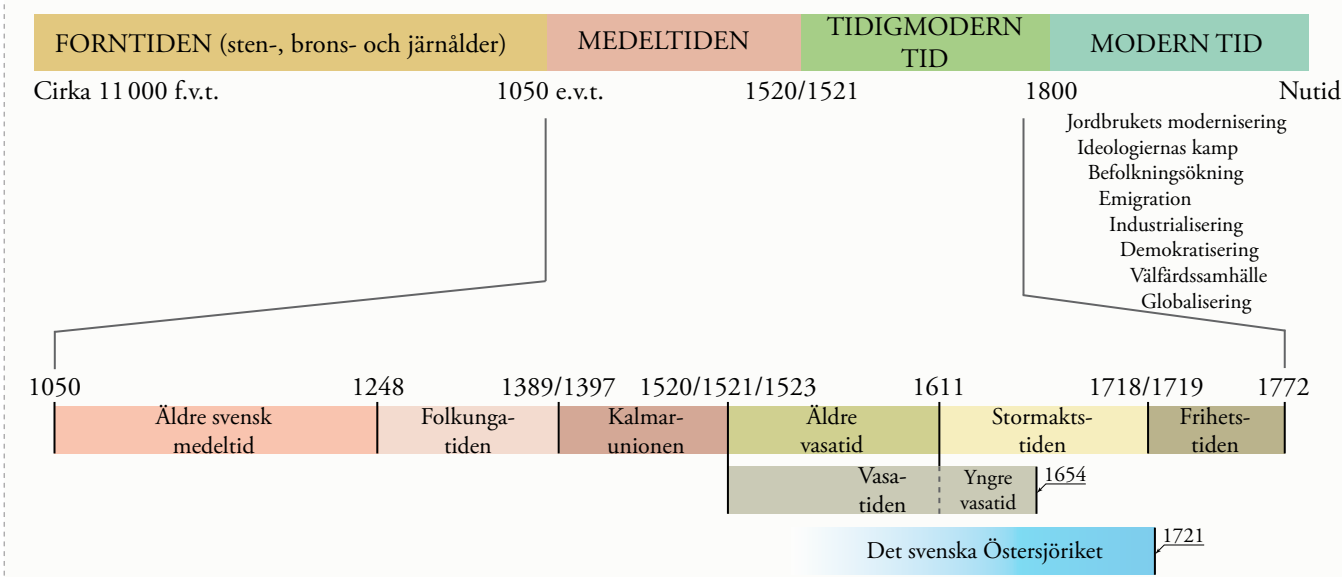 FORNTIDEN (sten-, brons- och järnålder)
MEDELTIDEN
TIDIGMODERN
TID
MODERN TID
Cirka 11 000 f.v.t.
1050 e.v.t.
1520/1521
1800
Nutid
Jordbrukets modernisering
Ideologiernas kamp
Befolkningsökning
Emigration
Industrialisering
Demokratisering
Välfärdssamhälle
Globalisering
1050
1248
1389/1397
1520/1521/1523
1611
1718/1719
1772
Äldre svensk
medeltid
Folkunga-
tiden
Kalmar-
unionen
Äldre
vasatid
Stormakts-
tiden
Frihets-
tiden
Vasa-
tiden
Yngre
vasatid
1654
Det svenska Östersjöriket
1721